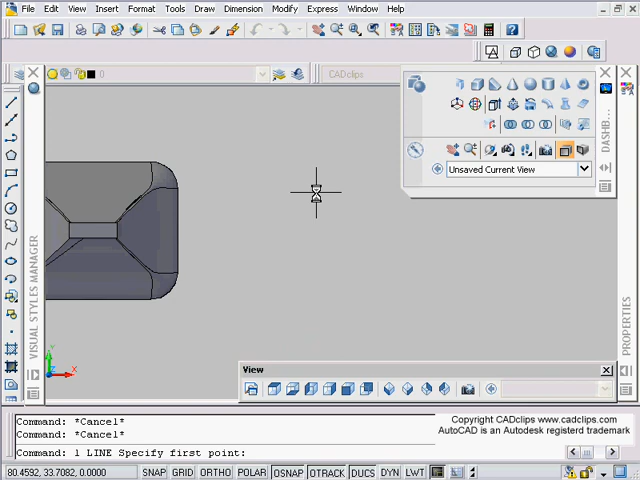 File Edit View Insert Format Tools Draw Dimension Modify Express Window Help
0
CADclips
DASHB...
Unsaved Current View
VISUAL STYLES MANAGER
PROPERTIES
Y
X
View
Command: *Cancel*
Command: *Cancel*
Command: l LINE Specify first point:
Copyright CADclips www.cadclips.com
AutoCAD is an Autodesk registerd trademark
80.4592, 33.7082, 0.0000 SNAP GRID ORTHO POLAR OSNAP OTRACK DUCS DYN LWT